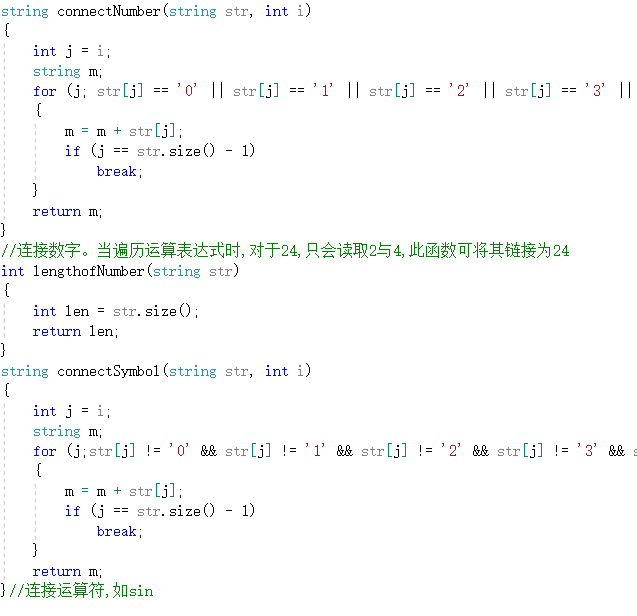 string connectNumber(string str, int i)
{
    int j = i;
    string m;
    for (j; str[j] == '0' || str[j] == '1' || str[j] == '2' || str[j] == '3' ||
    {
        m = m + str[j];
        if (j == str.size() - 1)
            break;
    }
    return m;
}
//连接数字。当遍历运算表达式时,对于24,只会读取2与4,此函数可将其链接为24
int lengthofNumber(string str)
{
    int len = str.size();
    return len;
}
string connectSymbol(string str, int i)
{
    int j = i;
    string m;
    for (j;str[j] != '0' && str[j] != '1' && str[j] != '2' && str[j] != '3' && s
    {
        m = m + str[j];
        if (j == str.size() - 1)
            break;
    }
    return m;
}//连接运算符,如sin